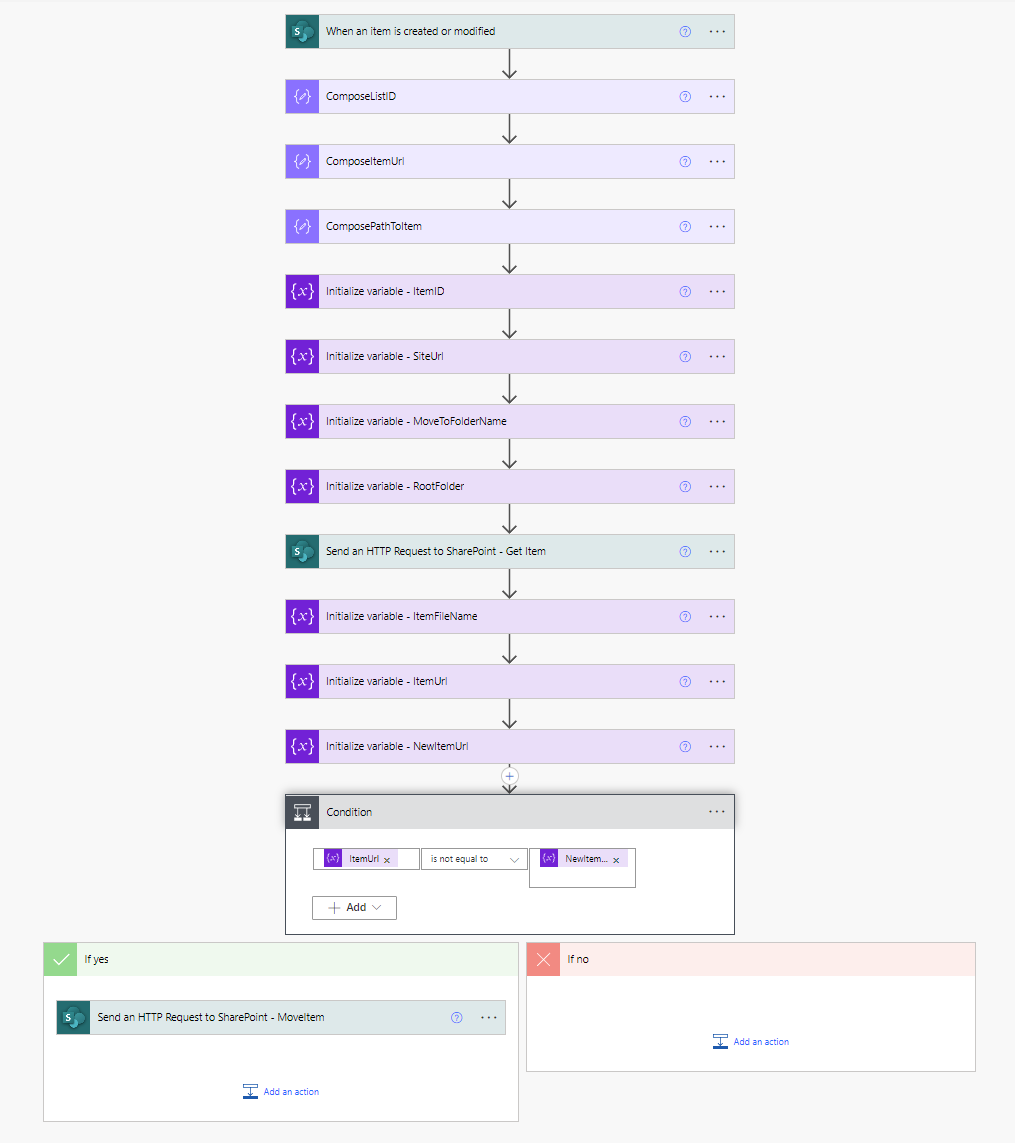 When an item is created or modified
ComposeListID
ComposeItemUrl
ComposePathToItem
Initialize variable - ItemID
Initialize variable - SiteUrl
Initialize variable - MoveToFolderName
Initialize variable - RootFolder
Send an HTTP Request to SharePoint - Get Item
Initialize variable - ItemFileName
Initialize variable - ItemUrl
Initialize variable - NewItemUrl
Condition
ItemUrl is not equal to NewItem...
Add
If yes
If no
Send an HTTP Request to SharePoint - MoveItem
Add an action
Add an action